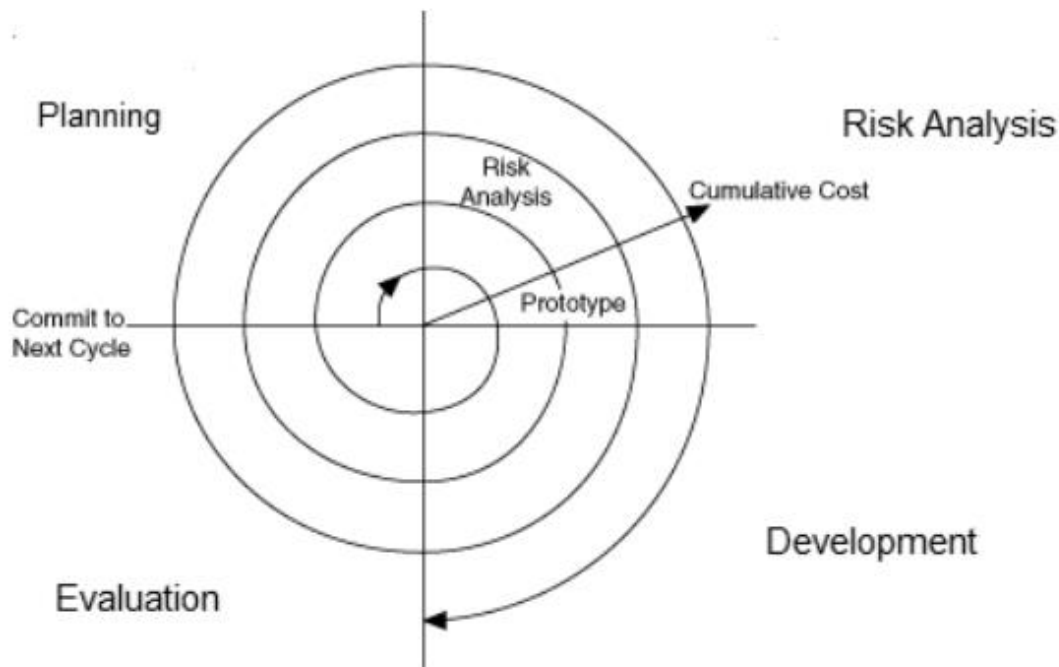 Planning
Risk Analysis
Risk
Analysis
Cumulative Cost
Prototype
Commit to
Next Cycle
Development
Evaluation